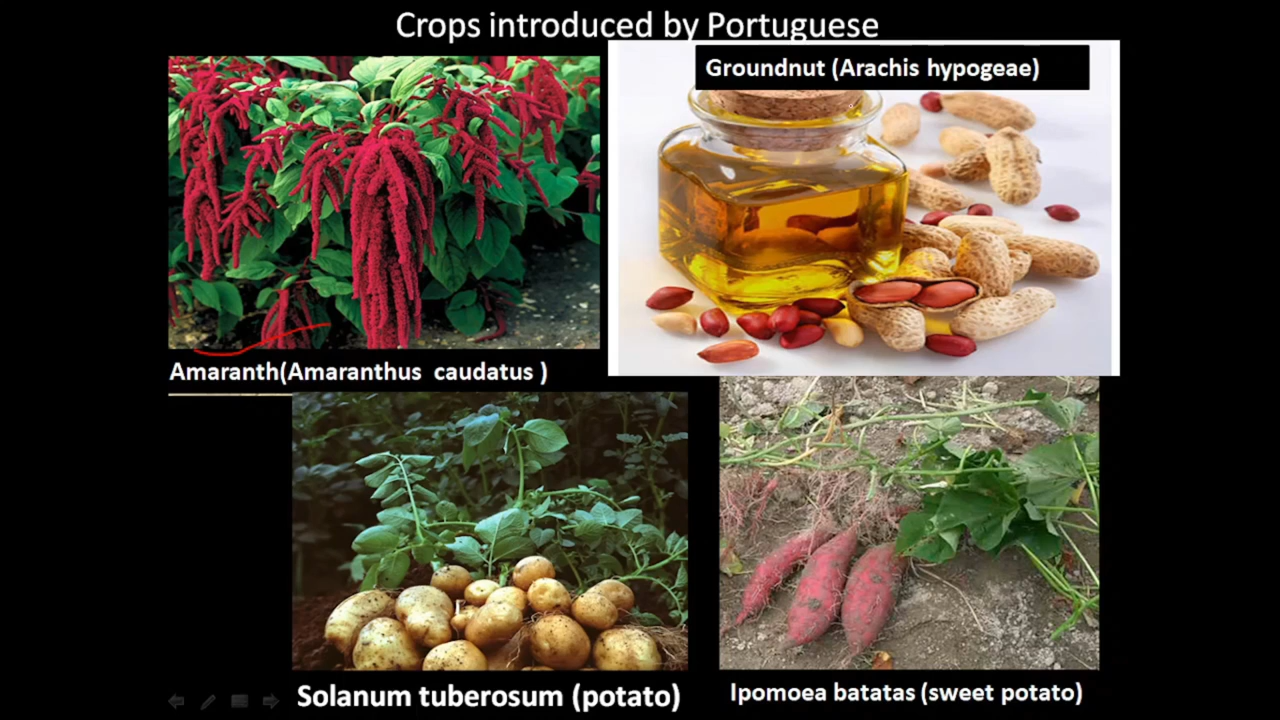 Crops introduced by Portuguese
Groundnut (Arachis hypogeae)
Amaranth(Amaranthus caudatus )
Solanum tuberosum (potato)
Ipomoea batatas (sweet potato)